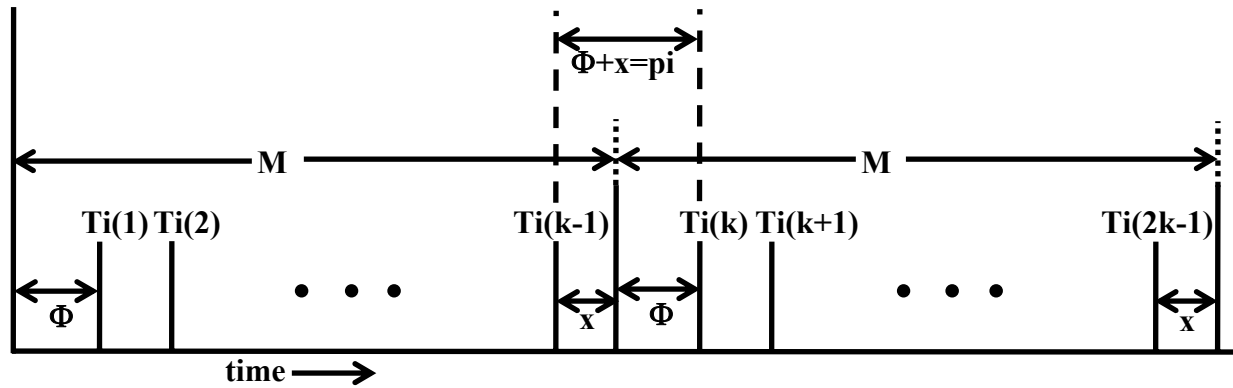 Φ+x=pi
M M
Ti(1) Ti(2) Ti(k-1) Ti(k) Ti(k+1) Ti(2k-1)
Φ x Φ x
time